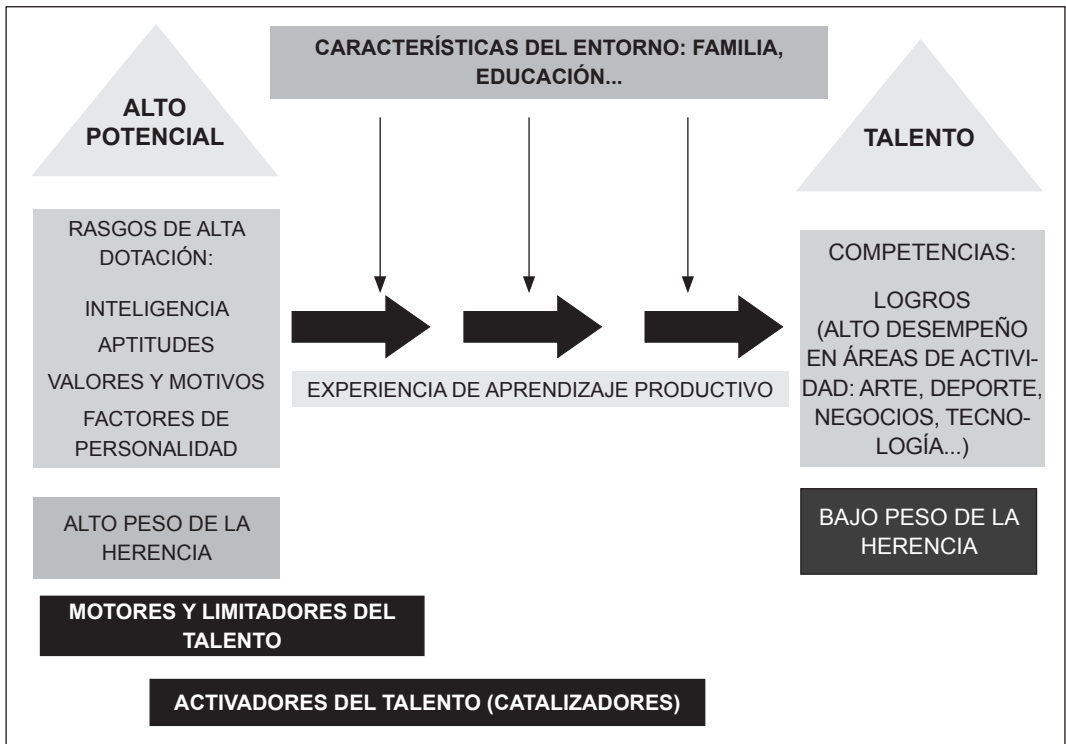 CARACTERÍSTICAS DEL ENTORNO: FAMILIA,
EDUCACIÓN...
ALTO
POTENCIAL
TALENTO
RASGOS DE ALTA
DOTACIÓN:
INTELIGENCIA
APTITUDES
VALORES Y MOTIVOS
FACTORES DE
PERSONALIDAD
EXPERIENCIA DE APRENDIZAJE PRODUCTIVO
COMPETENCIAS:
LOGROS
(ALTO DESEMPEÑO
EN ÁREAS DE ACTIVI-
DAD: ARTE, DEPORTE,
NEGOCIOS, TECNO-
LOGÍA...)
ALTO PESO DE LA
HERENCIA
BAJO PESO DE LA
HERENCIA
MOTORES Y LIMITADORES DEL
TALENTO
ACTIVADORES DEL TALENTO (CATALIZADORES)